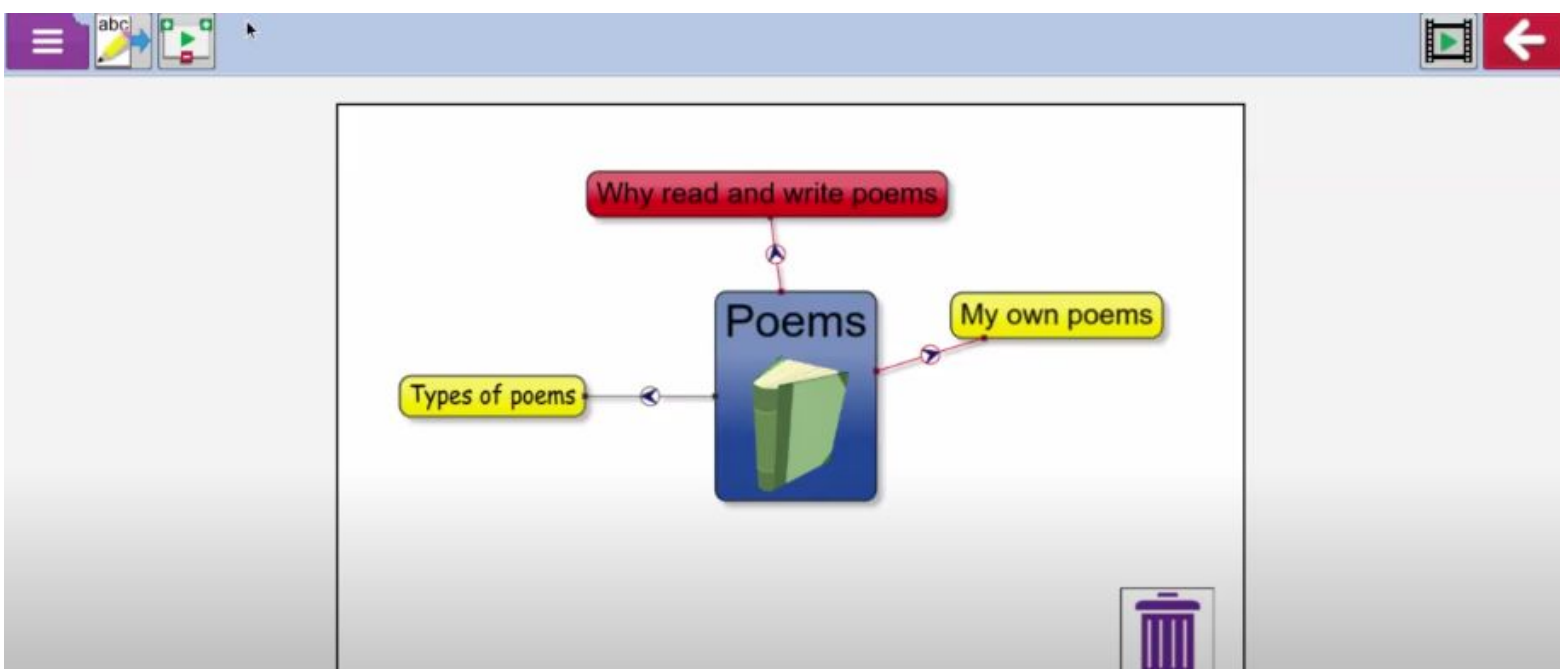 abc
Why read and write poems
Poems
My own poems
Types of poems